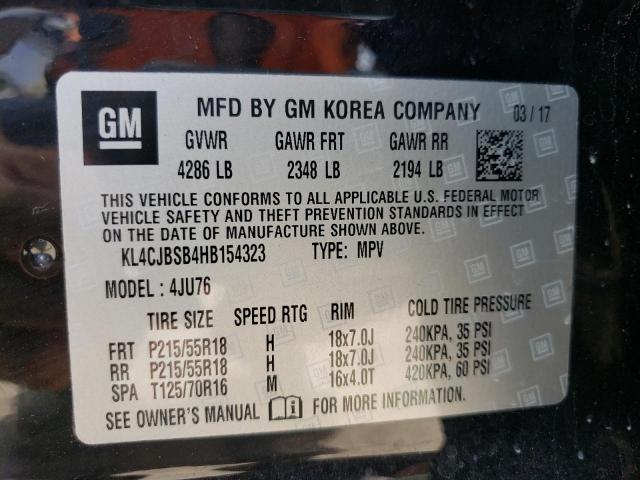 GM MFD BY GM KOREA COMPANY 03/17
GVWR GAWR FRT GAWR RR
4286 LB 2348 LB 2194 LB
THIS VEHICLE CONFORMS TO ALL APPLICABLE U.S. FEDERAL MOTOR
VEHICLE SAFETY AND THEFT PREVENTION STANDARDS IN EFFECT
ON THE DATE OF MANUFACTURE SHOWN ABOVE.
KL4CJBSB4HB154323 TYPE: MPV
MODEL : 4JU76
TIRE SIZE SPEED RTG RIM COLD TIRE PRESSURE
FRT P215/55R18 H 18x7.0J 240KPA, 35 PSI
RR P215/55R18 H 18x7.0J 240KPA, 35 PSI
SPA T125/70R16 M 16x4.0T 420KPA, 60 PSI
SEE OWNER'S MANUAL FOR MORE INFORMATION.